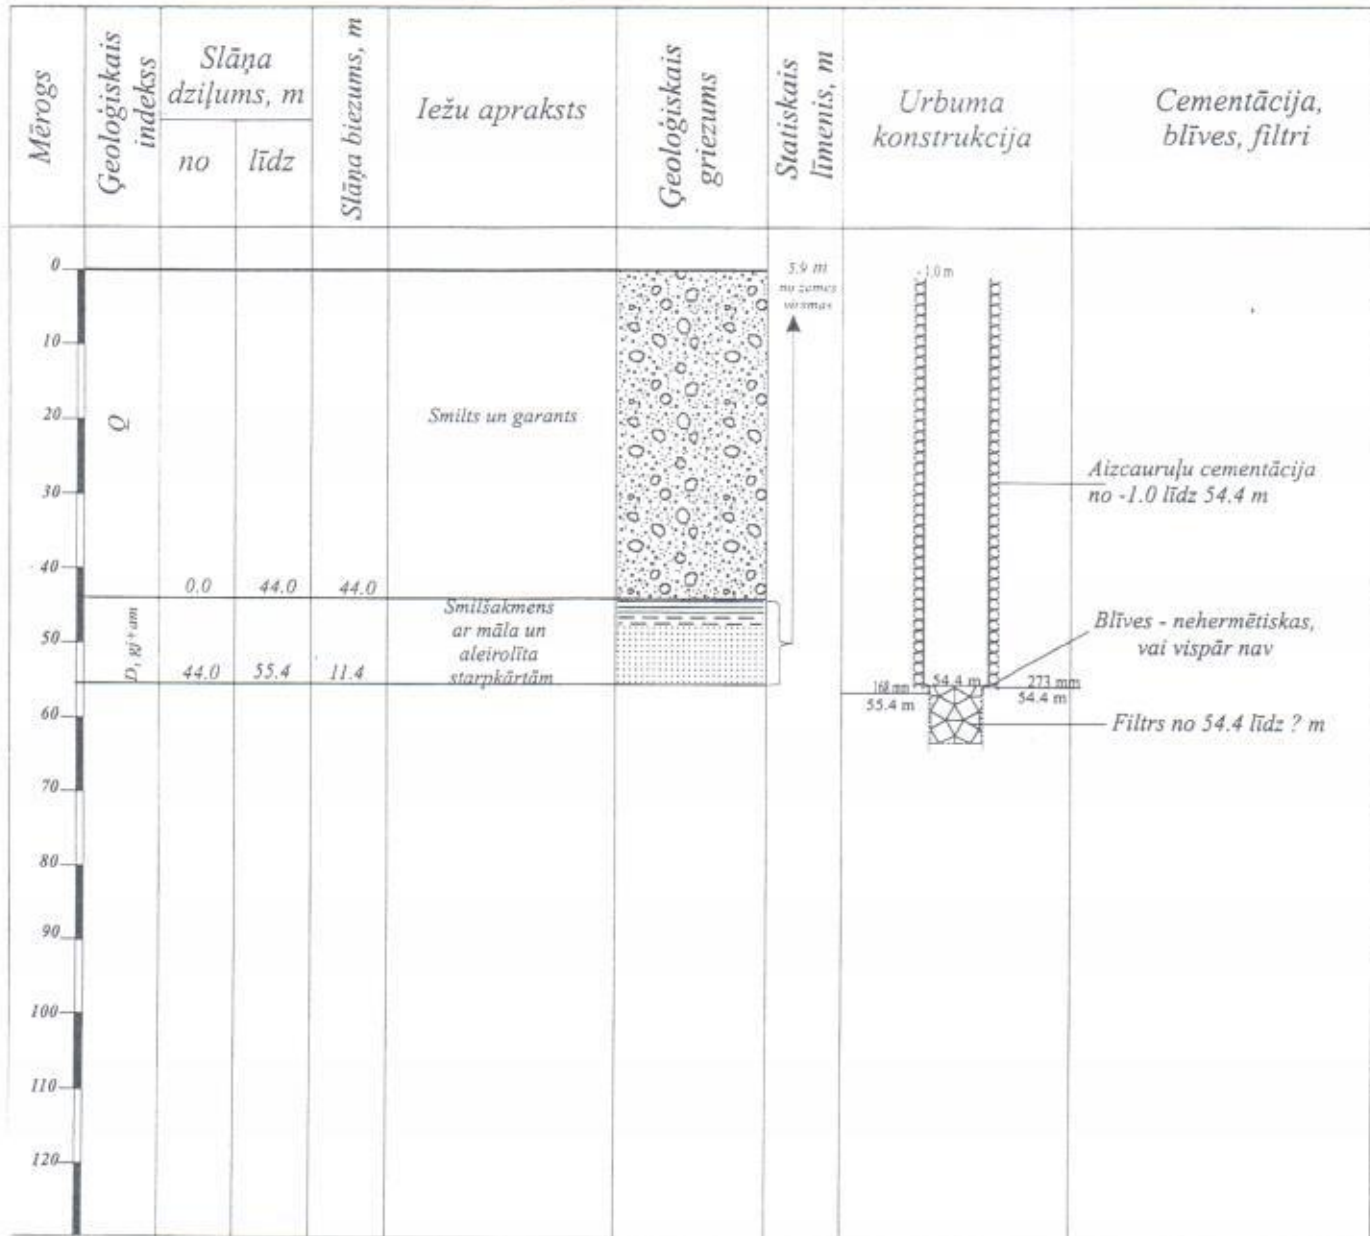 Mērogs
Ģeoloģiskais
indekss
Slāņa
dziļums, m
no
līdz
Slāņa biezums, m
Iežu apraksts
Ģeoloģiskais
griezums
Statiskais
līmenis, m
Urbuma
konstrukcija
Cementācija,
blīves, filtri
0
10
20
30
40
50
60
70
80
90
100
110
120
Q
0.0
44.0
44.0
Smilts un garants
5.9 m
no zemes
virsmas
- 1.0 m
Aizcauruļu cementācija
no -1.0 līdz 54.4 m
gj+am
44.0
55.4
11.4
Smilšakmens
ar māla un
aleirolīta
starpkārtām
Blīves - nehermētiskas,
vai vispār nav
168 mm
55.4 m
54.4 m
273 mm
54.4 m
Filtrs no 54.4 līdz ? m